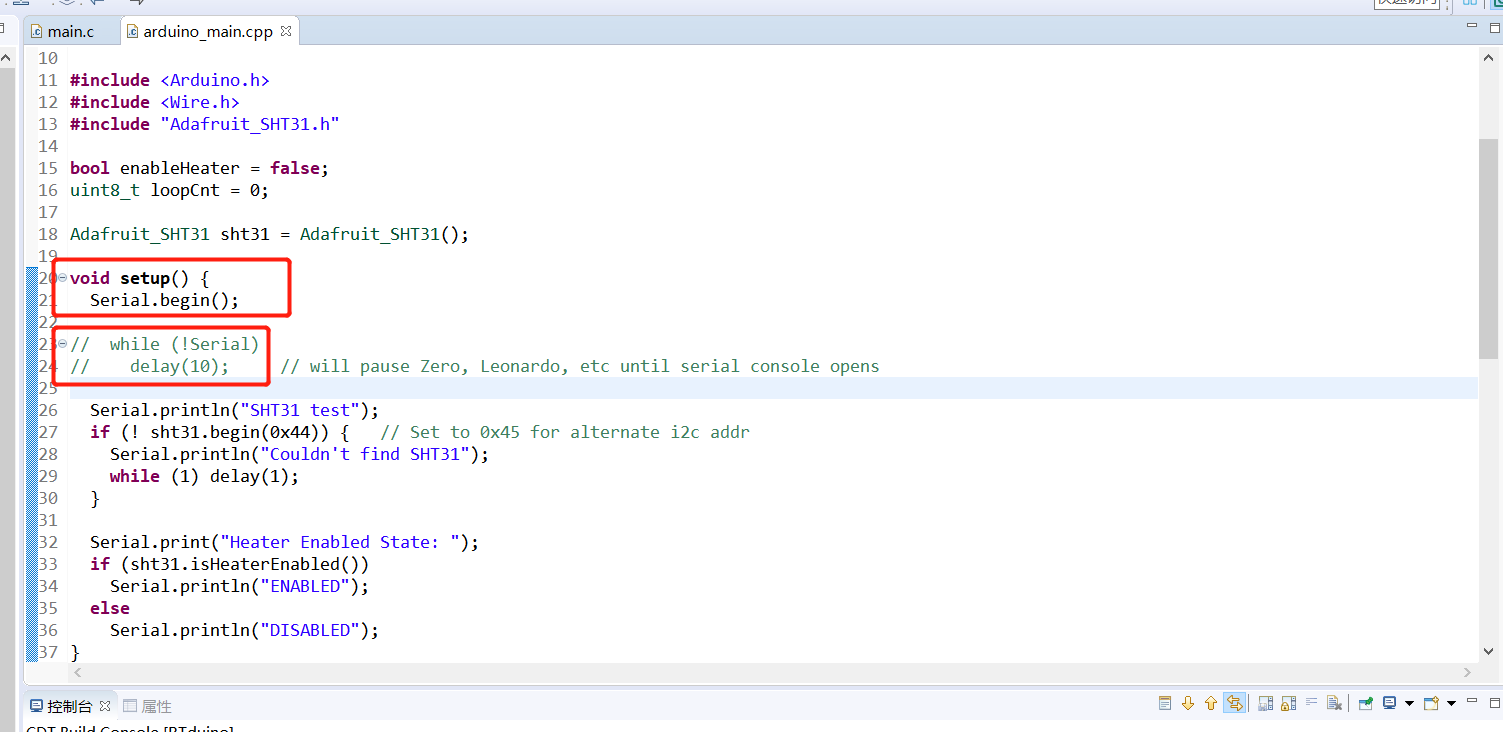 main.c
arduino_main.cpp
10
11 #include <Arduino.h>
12 #include <Wire.h>
13 #include "Adafruit_SHT31.h"
14
15 bool enableHeater = false;
16 uint8_t loopCnt = 0;
17
18 Adafruit_SHT31 sht31 = Adafruit_SHT31();
19
20 void setup() {
21   Serial.begin();
22
23 //  while (!Serial)
24 //    delay(10);     // will pause Zero, Leonardo, etc until serial console opens
25
26   Serial.println("SHT31 test");
27   if (! sht31.begin(0x44)) {   // Set to 0x45 for alternate i2c addr
28     Serial.println("Couldn't find SHT31");
29     while (1) delay(1);
30   }
31
32   Serial.print("Heater Enabled State: ");
33   if (sht31.isHeaterEnabled())
34     Serial.println("ENABLED");
35   else
36     Serial.println("DISABLED");
37 }
控制台
属性
CDT Build Console [RTduino]